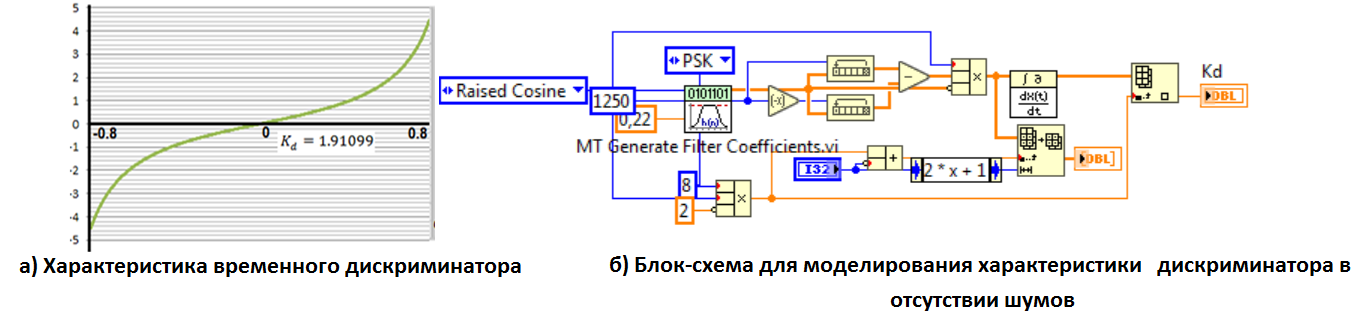 5
4
3
2
1
0
-1
-2
-3
-4
-5
-0.8
0
0.8
K_d = 1.91099
PSK
Raised Cosine
1250
0,22
0101101
h(n)
(-x)
MT Generate Filter Coefficients.vi
8
2
x
I32
+
2 * x + 1
−
x
∫ ∂
dX(t)
dt
Kd
DBL
DBL]
а) Характеристика временного дискриминатора
б) Блок-схема для моделирования характеристики дискриминатора в
отсутствии шумов